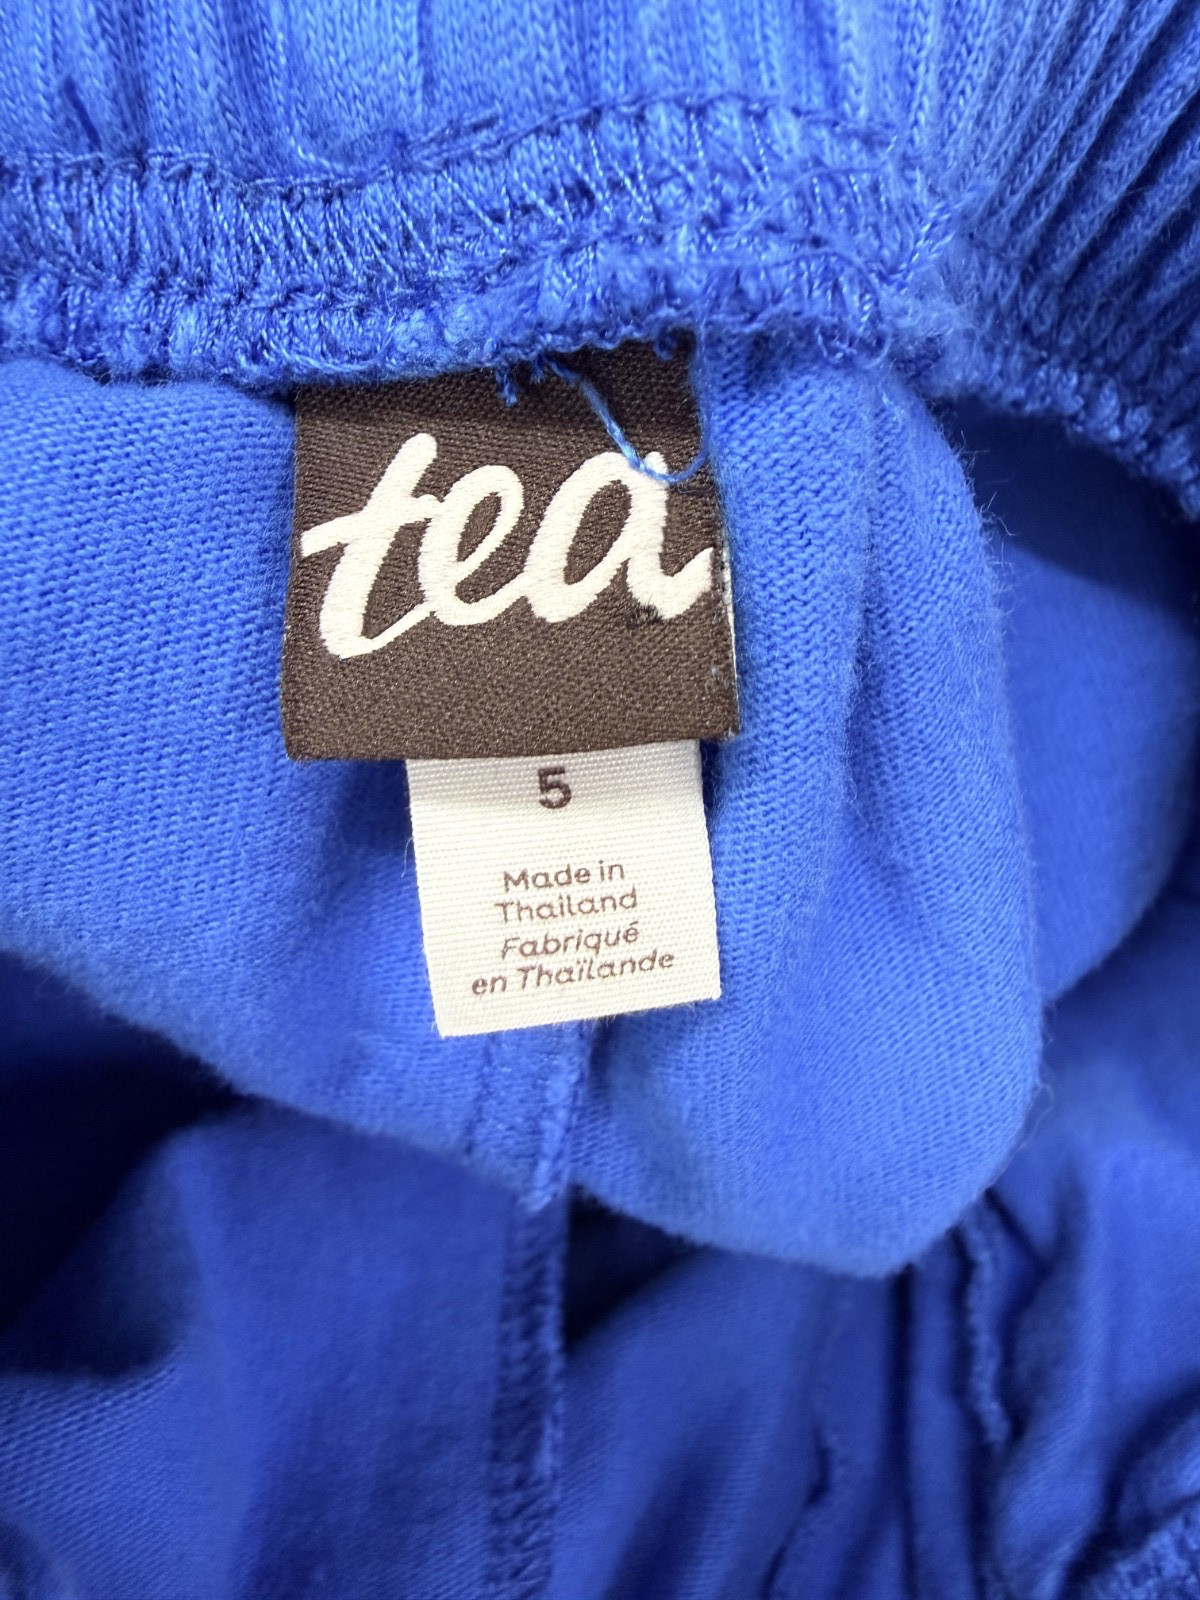 tea
5
Made in
Thailand
Fabriqué
en Thaïlande